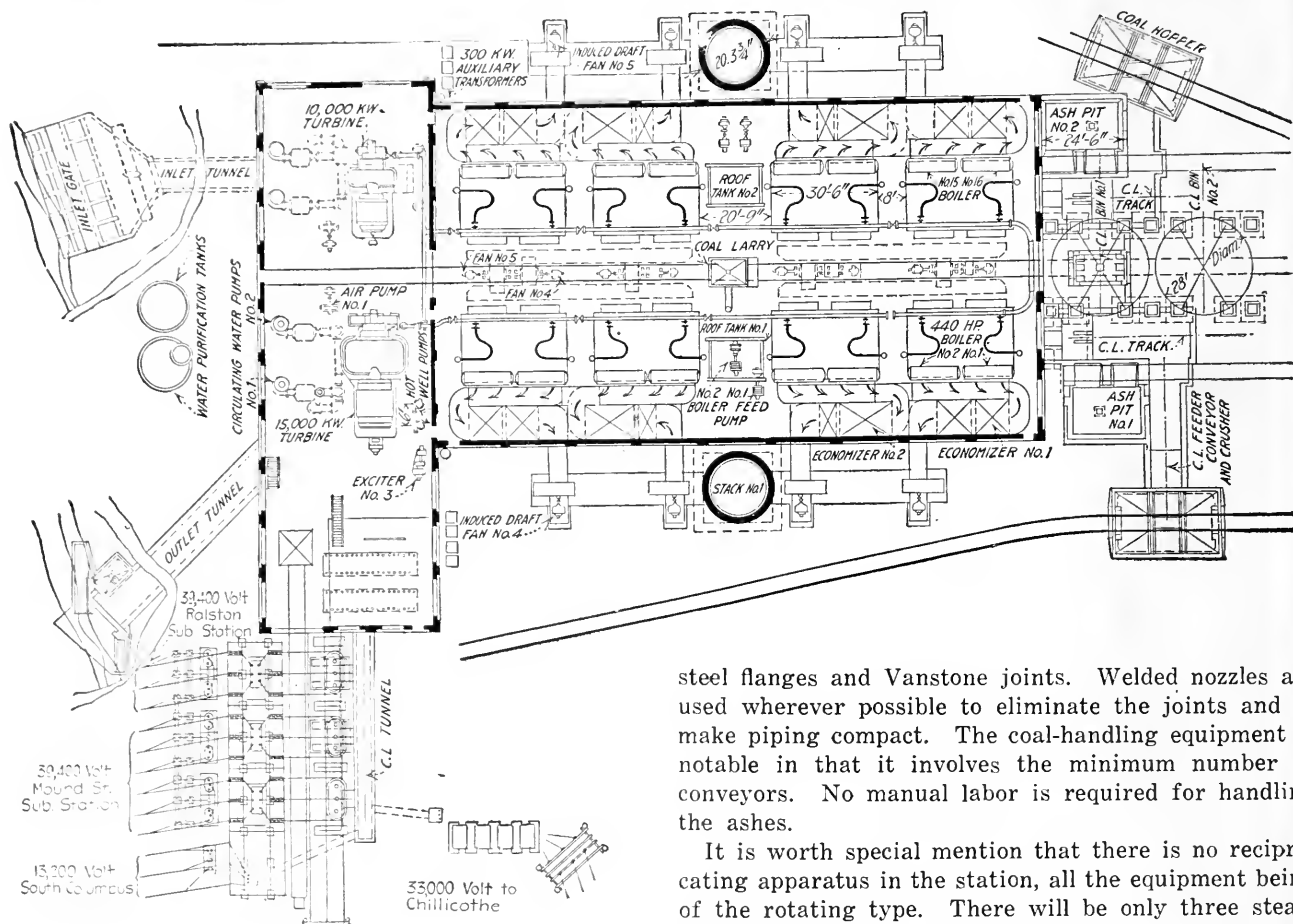 300 KW.
AUXILIARY
TRANSFORMERS
INDUCED DRAFT
FAN No 5
20.3¾"
COAL HOPPER
10,000 KW.
TURBINE
ASH PIT
No. 2
24'-6"
INLET GATE
INLET TUNNEL
ROOF
TANK No2
20'-9"
30'-6"
8'
No.15 No16
BOILER
C.L. BIN No1
C.L.
TRACK
C.L. BIN
No. 2
COAL LARRY
FAN No 5
FAN No 4
Diam.
28'
WATER PURIFICATION TANKS
CIRCULATING WATER PUMPS
No.1.
No. 2
AIR PUMP
No. 1
HOT
WELL PUMPS
ROOF TANK No.1
440 HP.
BOILER
No 2 No.1
C.L. TRACK
15,000 KW.
TURBINE
No. 2 No.1
BOILER FEED
PUMP
ASH
PIT
No.1
EXCITER
No. 3
ECONOMIZER No. 2
ECONOMIZER No. 1
C.L. FEEDER
CONVEYOR
AND CRUSHER
OUTLET TUNNEL
INDUCED DRAFT
FAN No.4
STACK No.1
39,400 Volt
Ralston
Sub Station
C.L. TUNNEL
39,400 Volt
Mound St.
Sub. Station
13,200 Volt
South Columbus
33,000 Volt to
Chillicothe
steel flanges and Vanstone joints. Welded nozzles a
used wherever possible to eliminate the joints and
make piping compact. The coal-handling equipment
notable in that it involves the minimum number
conveyors. No manual labor is required for handlin
the ashes.
It is worth special mention that there is no recipr
cating apparatus in the station, all the equipment bein
of the rotating type. There will be only three stea